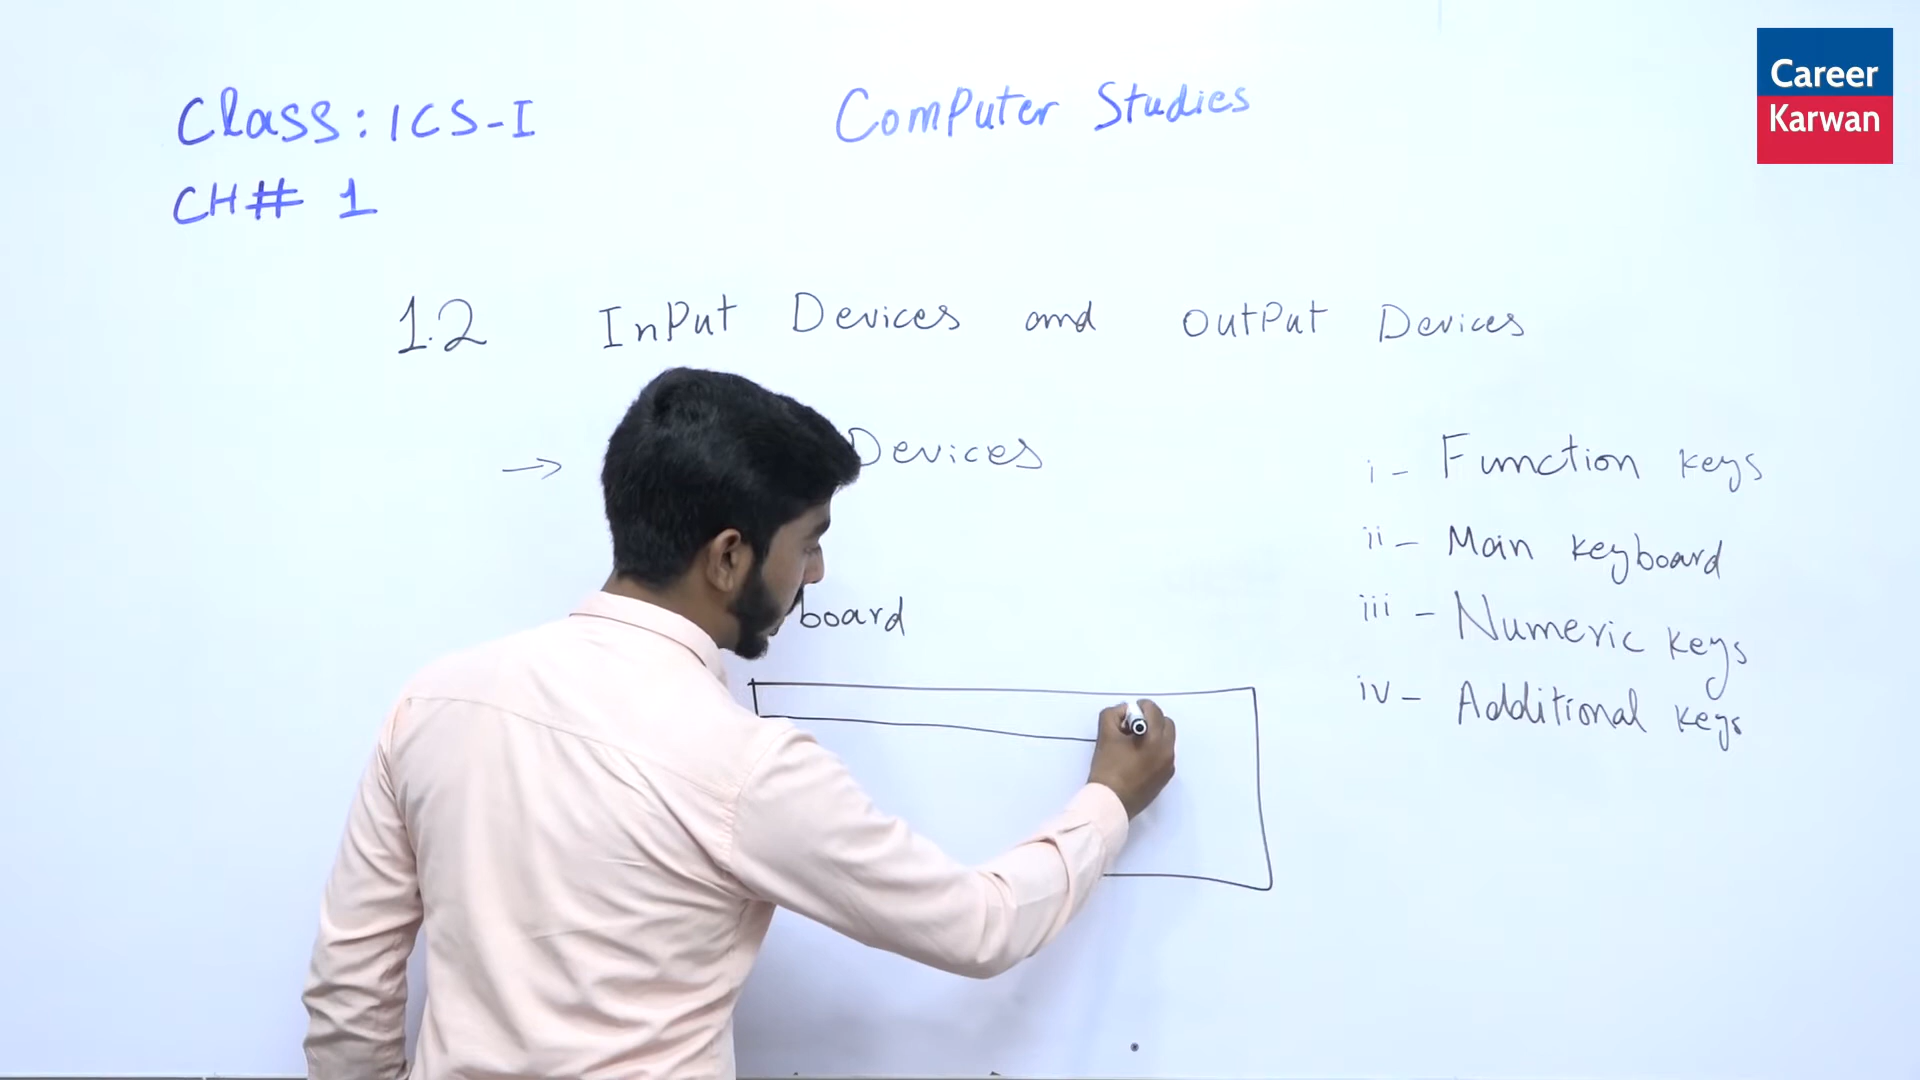 Career
Karwan
Class: ICS-I
Computer Studies
CH# 1
1.2 Input Devices and Output Devices
→ Devices
board
i - Function keys
ii - Main keyboard
iii - Numeric keys
iv - Additional keys